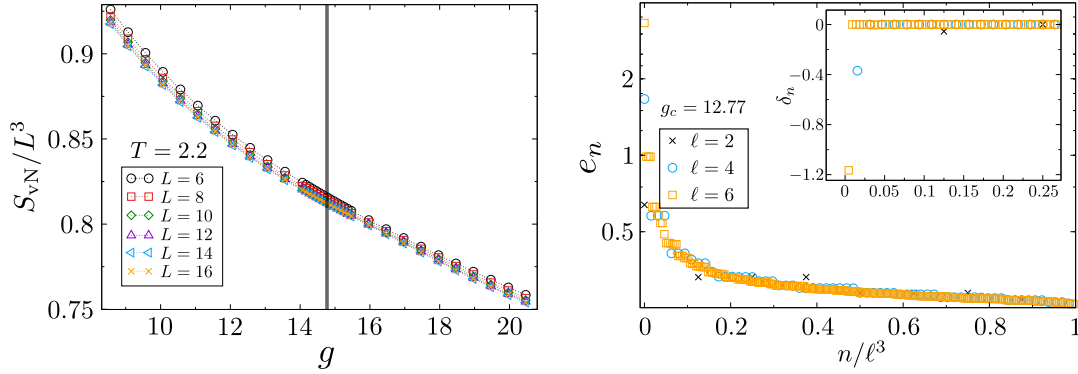 0.9
0.85
0.8
0.75
S_vN/L^3
T = 2.2
L = 6
L = 8
L = 10
L = 12
L = 14
L = 16
10 12 14 16 18 20
g
2
1
0.5
e_n
g_c = 12.77
ℓ = 2
ℓ = 4
ℓ = 6
0 0.2 0.4 0.6 0.8 1
n/ℓ^3
0
−0.4
−0.8
−1.2
δ_n
0 0.05 0.1 0.15 0.2 0.25